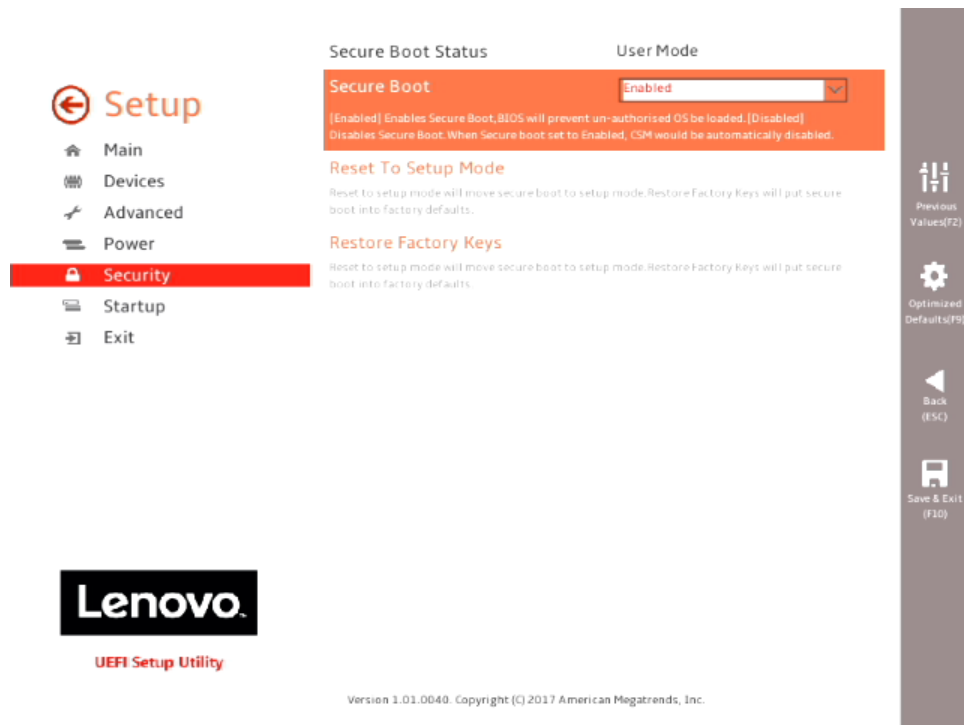 Secure Boot Status User Mode
Secure Boot Enabled
[Enabled] Enables Secure Boot,BIOS will prevent un-authorised OS be loaded.[Disabled]
Disables Secure Boot.When Secure boot set to Enabled, CSM would be automatically disabled.
Reset To Setup Mode
Reset to setup mode will move secure boot to setup mode.Restore Factory Keys will put secure
boot into factory defaults.
Restore Factory Keys
Reset to setup mode will move secure boot to setup mode.Restore Factory Keys will put secure
boot into factory defaults.
Setup
Main
Devices
Advanced
Power
Security
Startup
Exit
Lenovo.
UEFI Setup Utility
Previous
Values(F2)
Optimized
Defaults(F9)
Back
(ESC)
Save & Exit
(F10)
Version 1.01.0040. Copyright (C) 2017 American Megatrends, Inc.